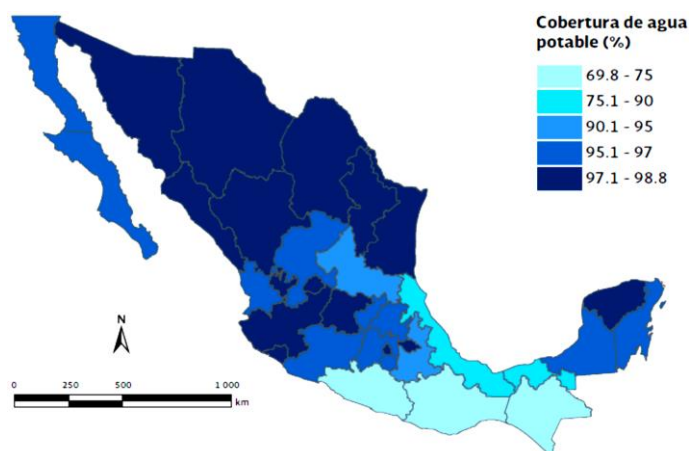 Cobertura de agua
potable (%)
69.8 - 75
75.1 - 90
90.1 - 95
95.1 - 97
97.1 - 98.8
N
0 250 500 1 000
km